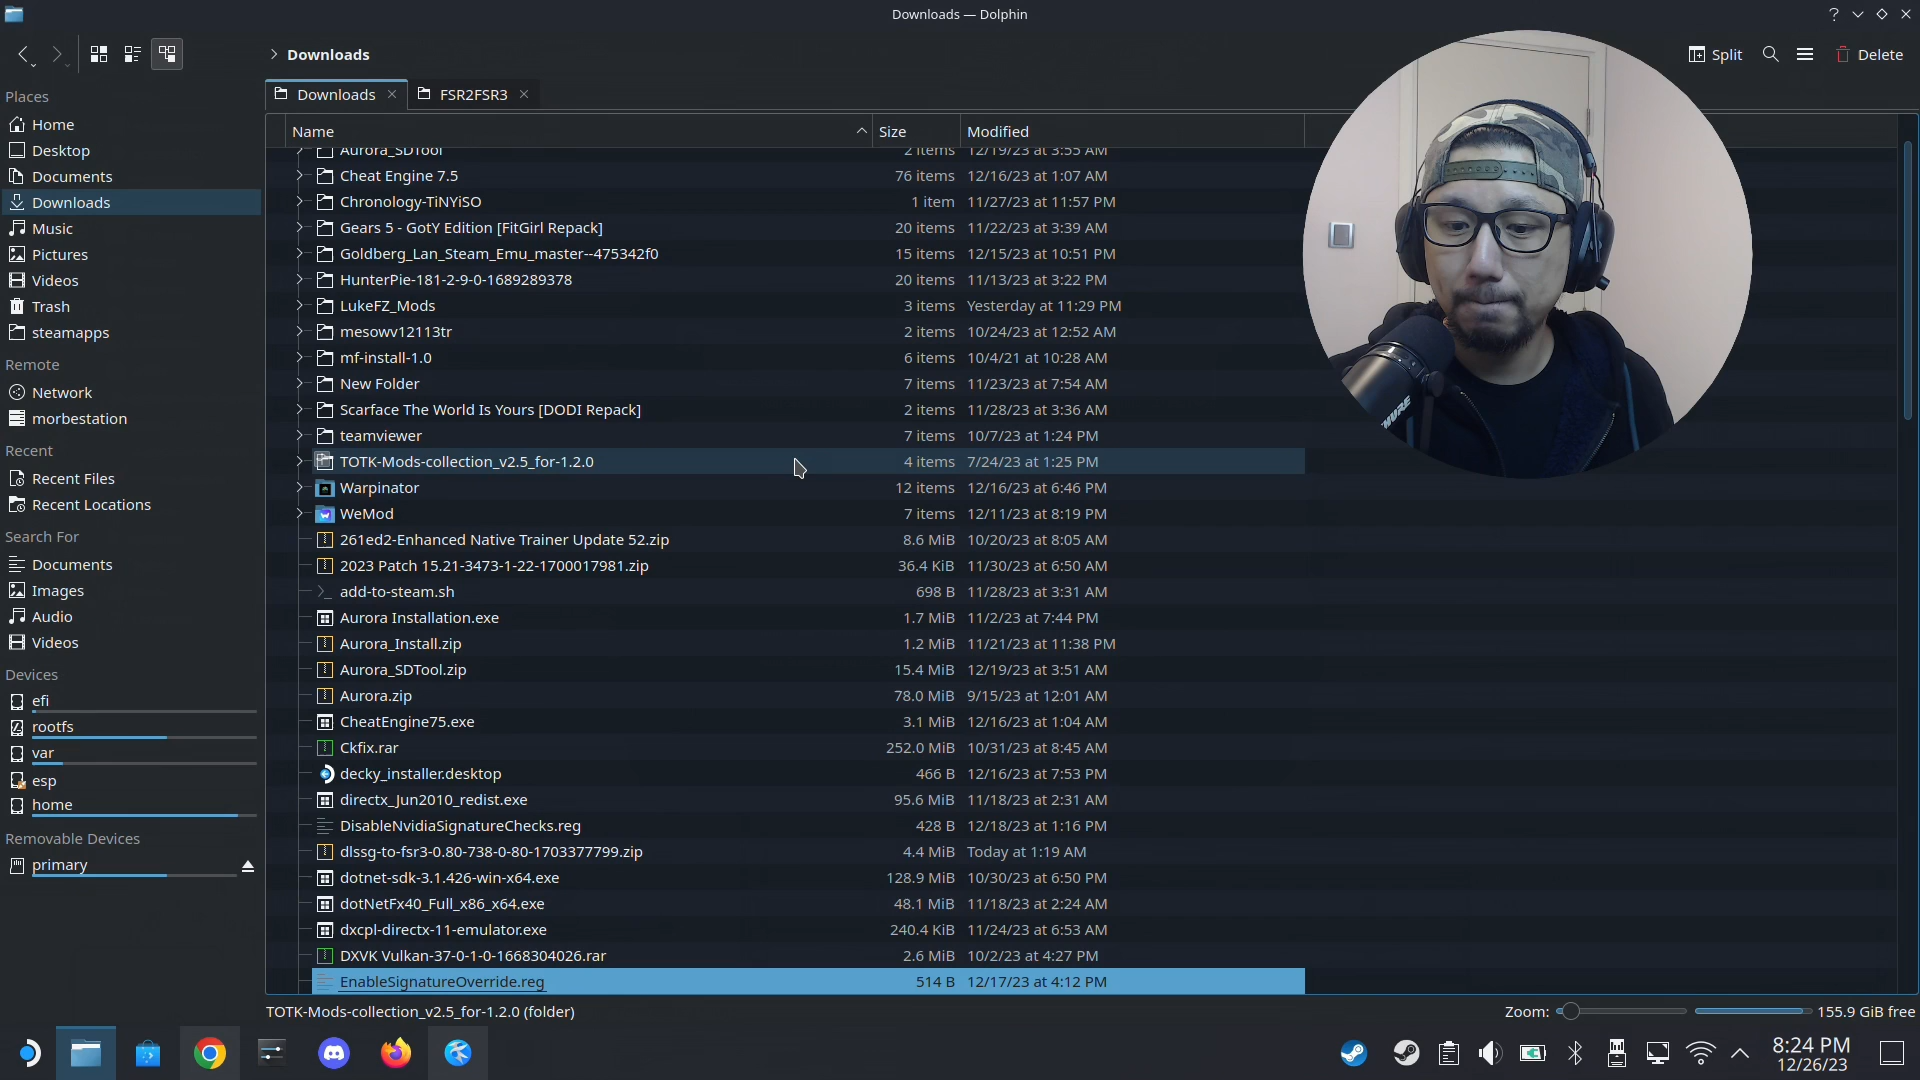 Downloads — Dolphin
Downloads
Split
Delete
Downloads
FSR2FSR3
Places
Home
Desktop
Documents
Downloads
Music
Pictures
Videos
Trash
steamapps
Remote
Network
morbestation
Recent
Recent Files
Recent Locations
Search For
Documents
Images
Audio
Videos
Devices
efi
rootfs
var
esp
home
Removable Devices
primary
Name Size Modified
Aurora_SDTool 2 items 12/19/23 at 3:55 AM
Cheat Engine 7.5 76 items 12/16/23 at 1:07 AM
Chronology-TiNYiSO 1 item 11/27/23 at 11:57 PM
Gears 5 - GotY Edition [FitGirl Repack] 20 items 11/22/23 at 3:39 AM
Goldberg_Lan_Steam_Emu_master--475342f0 15 items 12/15/23 at 10:51 PM
HunterPie-181-2-9-0-1689289378 20 items 11/13/23 at 3:22 PM
LukeFZ_Mods 3 items Yesterday at 11:29 PM
mesowv12113tr 2 items 10/24/23 at 12:52 AM
mf-install-1.0 6 items 10/4/21 at 10:28 AM
New Folder 7 items 11/23/23 at 7:54 AM
Scarface The World Is Yours [DODI Repack] 2 items 11/28/23 at 3:36 AM
teamviewer 7 items 10/7/23 at 1:24 PM
TOTK-Mods-collection_v2.5_for-1.2.0 4 items 7/24/23 at 1:25 PM
Warpinator 12 items 12/16/23 at 6:46 PM
WeMod 7 items 12/11/23 at 8:19 PM
261ed2-Enhanced Native Trainer Update 52.zip 8.6 MiB 10/20/23 at 8:05 AM
2023 Patch 15.21-3473-1-22-1700017981.zip 36.4 KiB 11/30/23 at 6:50 AM
add-to-steam.sh 698 B 11/28/23 at 3:31 AM
Aurora Installation.exe 1.7 MiB 11/2/23 at 7:44 PM
Aurora_Install.zip 1.2 MiB 11/21/23 at 11:38 PM
Aurora_SDTool.zip 15.4 MiB 12/19/23 at 3:51 AM
Aurora.zip 78.0 MiB 9/15/23 at 12:01 AM
CheatEngine75.exe 3.1 MiB 12/16/23 at 1:04 AM
Ckfix.rar 252.0 MiB 10/31/23 at 8:45 AM
decky_installer.desktop 466 B 12/16/23 at 7:53 PM
directx_Jun2010_redist.exe 95.6 MiB 11/18/23 at 2:31 AM
DisableNvidiaSignatureChecks.reg 428 B 12/18/23 at 1:16 PM
dlssg-to-fsr3-0.80-738-0-80-1703377799.zip 4.4 MiB Today at 1:19 AM
dotnet-sdk-3.1.426-win-x64.exe 128.9 MiB 10/30/23 at 6:50 PM
dotNetFx40_Full_x86_x64.exe 48.1 MiB 11/18/23 at 2:24 AM
dxcpl-directx-11-emulator.exe 240.4 KiB 11/24/23 at 6:53 AM
DXVK Vulkan-37-0-1-0-1668304026.rar 2.6 MiB 10/2/23 at 4:27 PM
EnableSignatureOverride.reg 514 B 12/17/23 at 4:12 PM
SHURE
TOTK-Mods-collection_v2.5_for-1.2.0 (folder)
Zoom:
155.9 GiB free
8:24 PM
12/26/23